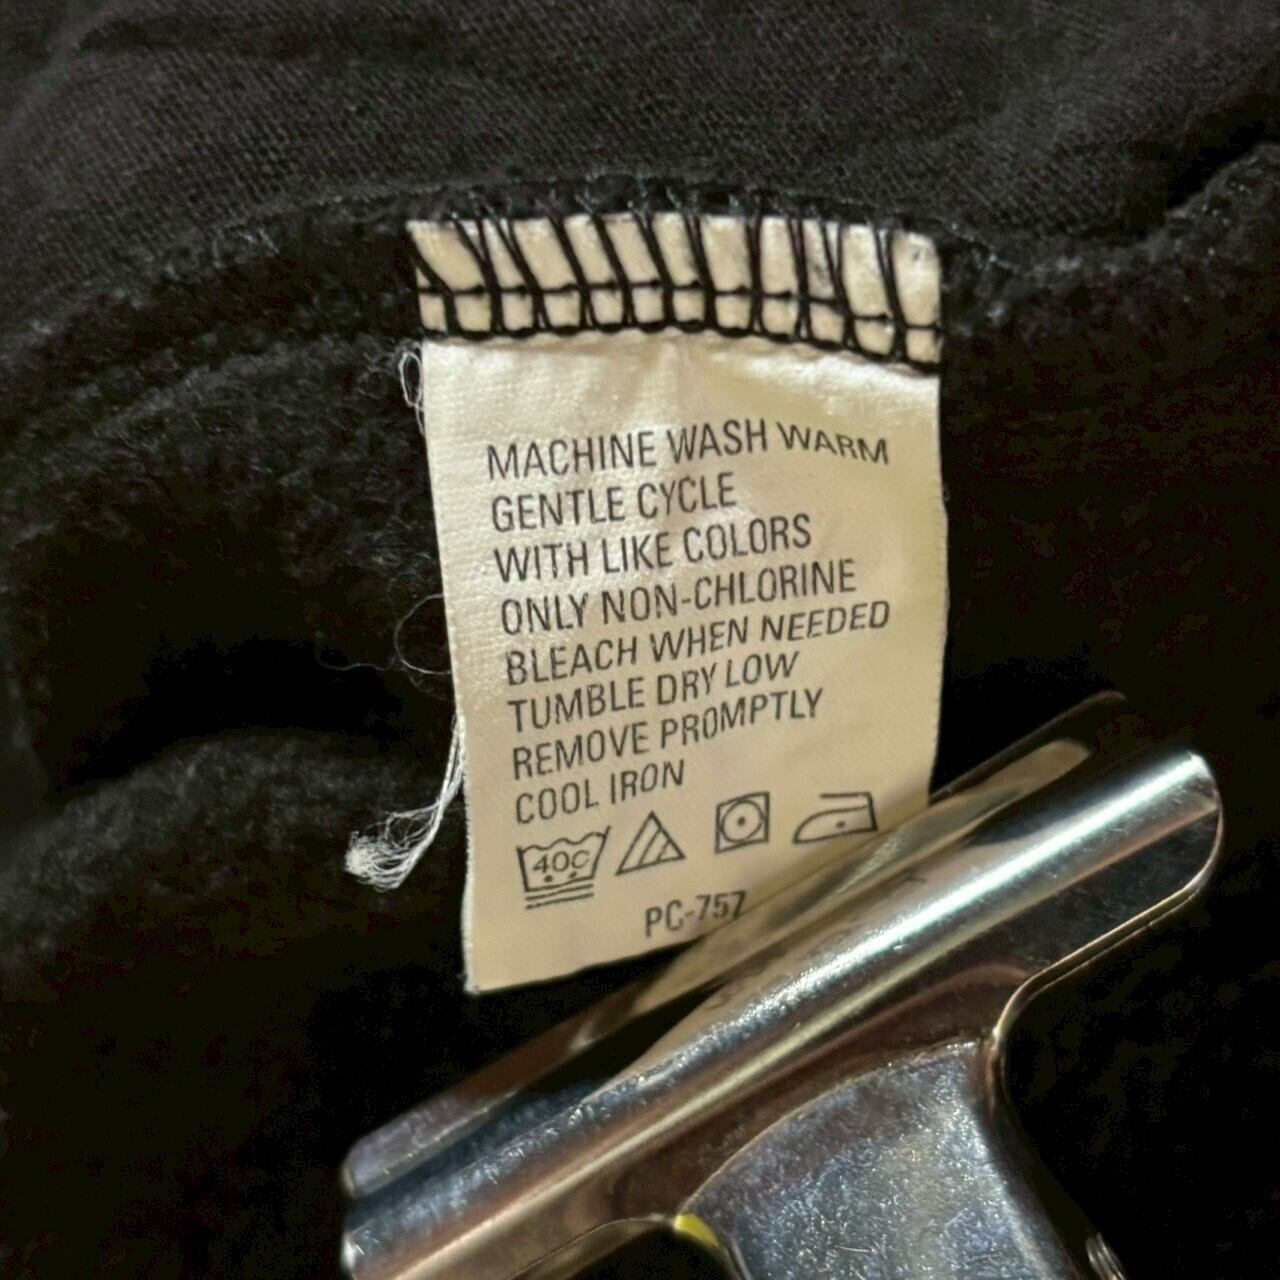 MACHINE WASH WARM
GENTLE CYCLE
WITH LIKE COLORS
ONLY NON-CHLORINE
BLEACH WHEN NEEDED
TUMBLE DRY LOW
REMOVE PROMPTLY
COOL IRON
40C
PC-757